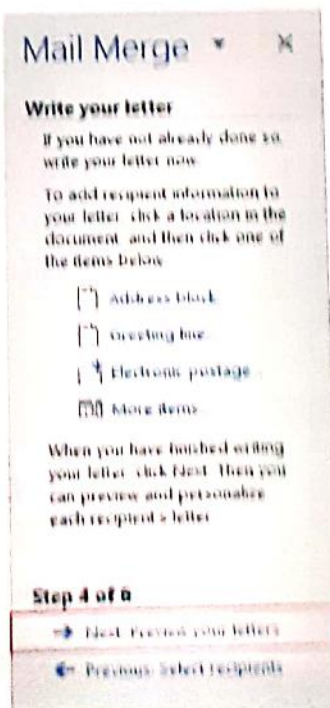 Mail Merge
Write your letter
If you have not already done so,
write your letter now.
To add recipient information to
your letter, click a location in the
document, and then click one of
the items below.
Address block...
Greeting line...
Electronic postage...
More items...
When you have finished writing
your letter, click Next. Then you
can preview and personalize
each recipient's letter.
Step 4 of 6
Next: Preview your letters
Previous: Select recipients